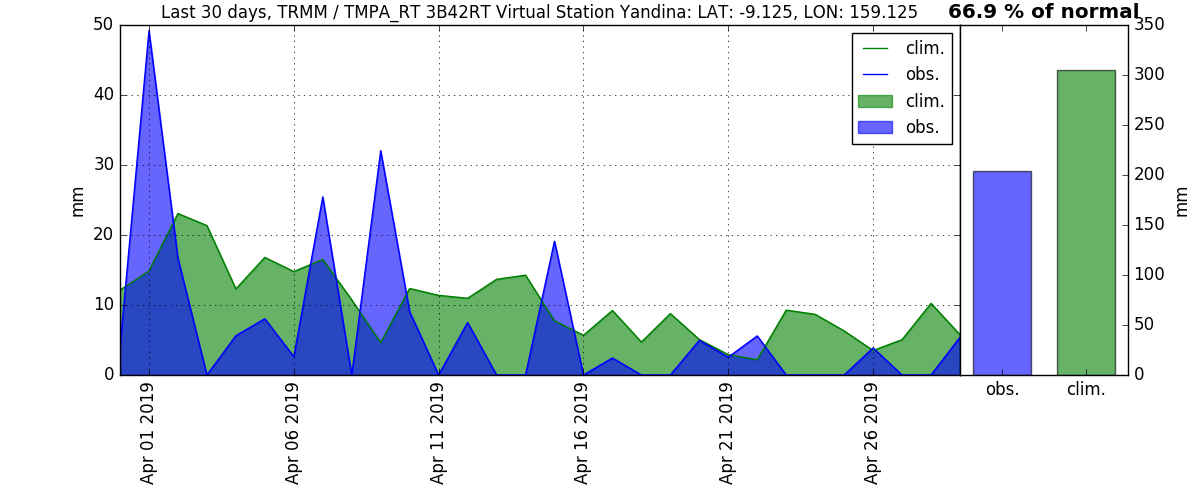 Last 30 days, TRMM / TMPA_RT 3B42RT Virtual Station Yandina: LAT: -9.125, LON: 159.125
66.9 % of normal
50
40
30
20
10
0
mm
clim.
obs.
clim.
obs.
350
300
250
200
150
100
50
0
mm
Apr 01 2019
Apr 06 2019
Apr 11 2019
Apr 16 2019
Apr 21 2019
Apr 26 2019
obs.
clim.